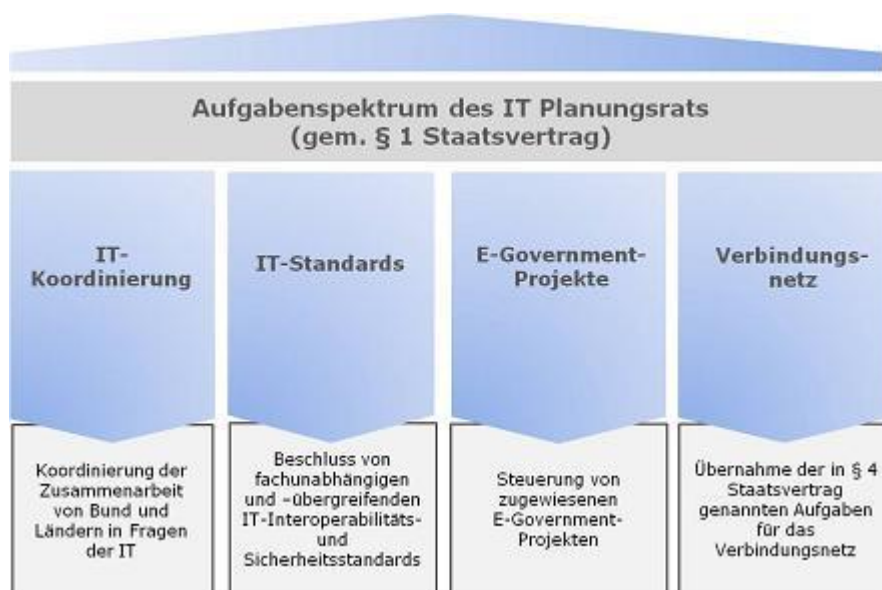 Aufgabenspektrum des IT Planungsrats
(gem. § 1 Staatsvertrag)
IT-
Koordinierung
IT-Standards
E-Government-
Projekte
Verbindungs-
netz
Koordinierung der
Zusammenarbeit
von Bund und
Ländern in Fragen
der IT
Beschluss von
fachunabhängigen
und –übergreifenden
IT-Interoperabilitäts-
und
Sicherheitsstandards
Steuerung von
zugewiesenen
E-Government-
Projekten
Übernahme der in § 4
Staatsvertrag
genannten Aufgaben
für das
Verbindungsnetz